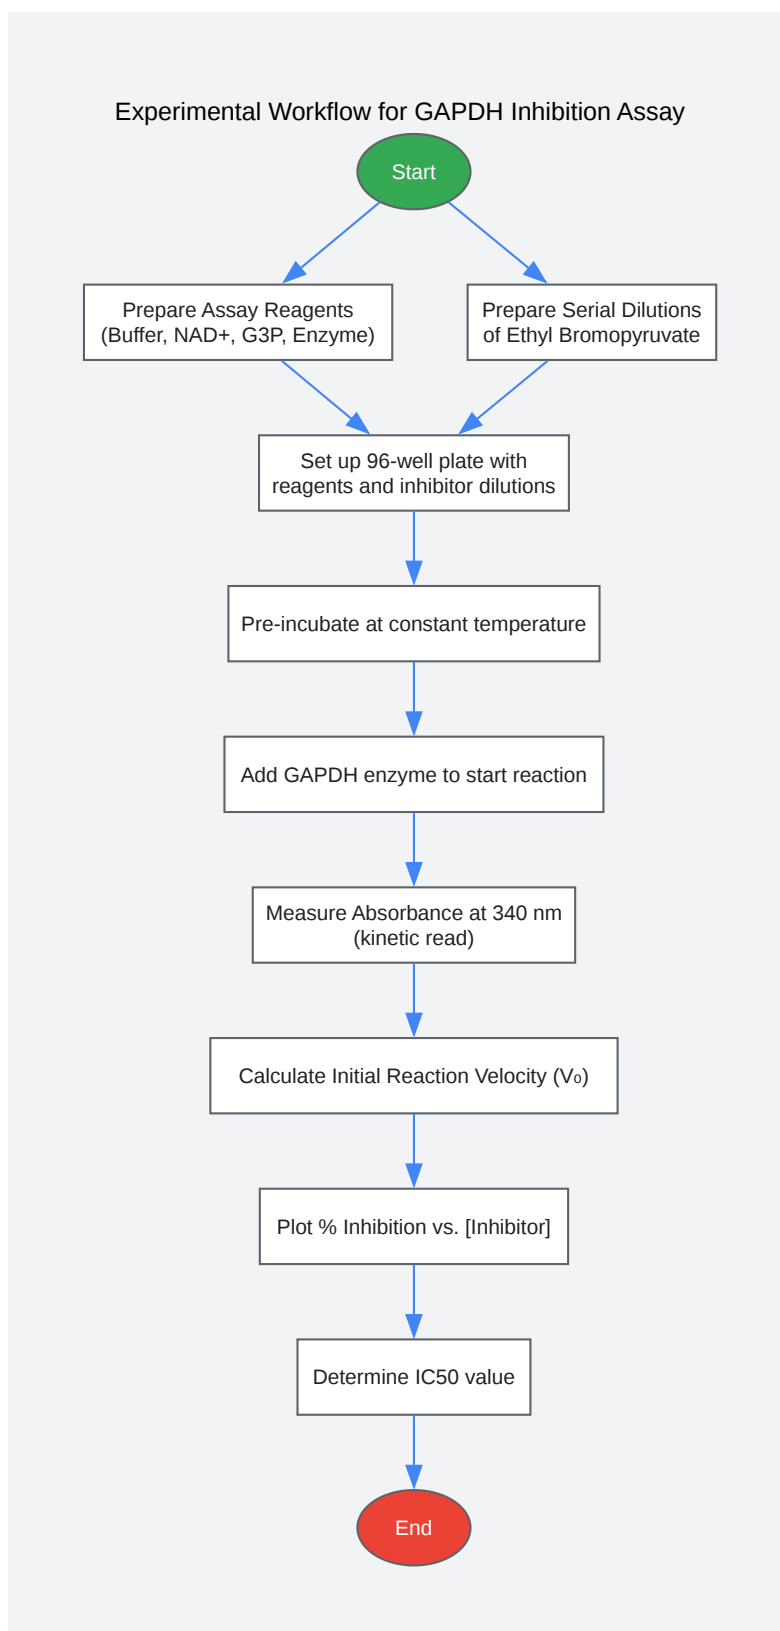 Experimental Workflow for GAPDH Inhibition Assay
Start
Prepare Assay Reagents
(Buffer, NAD+, G3P, Enzyme)
Prepare Serial Dilutions
of Ethyl Bromopyruvate
Set up 96-well plate with
reagents and inhibitor dilutions
Pre-incubate at constant temperature
Add GAPDH enzyme to start reaction
Measure Absorbance at 340 nm
(kinetic read)
Calculate Initial Reaction Velocity (V₀)
Plot % Inhibition vs. [Inhibitor]
Determine IC50 value
End